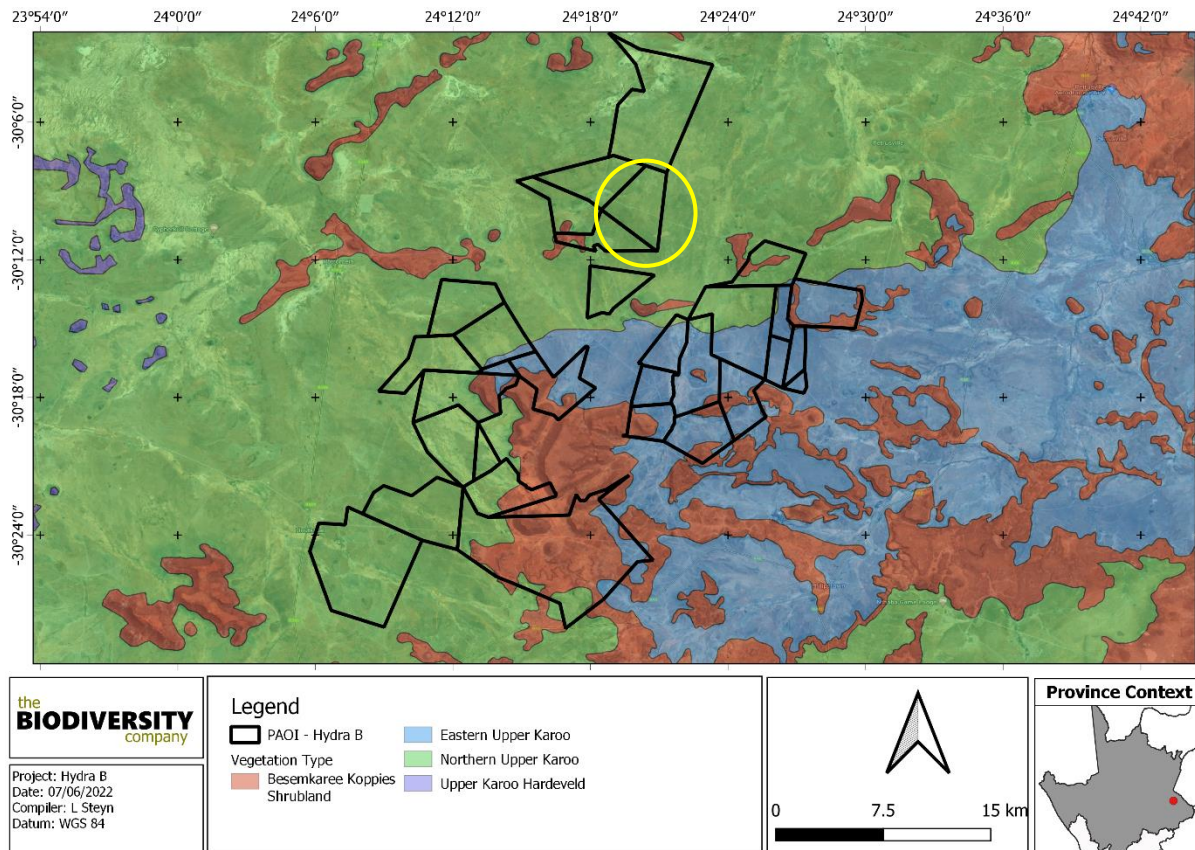 23°54'0" 24°0'0" 24°6'0" 24°12'0" 24°18'0" 24°24'0" 24°30'0" 24°36'0" 24°42'0"
-30°6'0"
-30°12'0"
-30°18'0"
-30°24'0"
the
BIODIVERSITY
company
Project: Hydra B
Date: 07/06/2022
Compiler: L Steyn
Datum: WGS 84
Legend
PAOI - Hydra B
Vegetation Type
Besemkaree Koppies
Shrubland
Eastern Upper Karoo
Northern Upper Karoo
Upper Karoo Hardeveld
0 7.5 15 km
Province Context